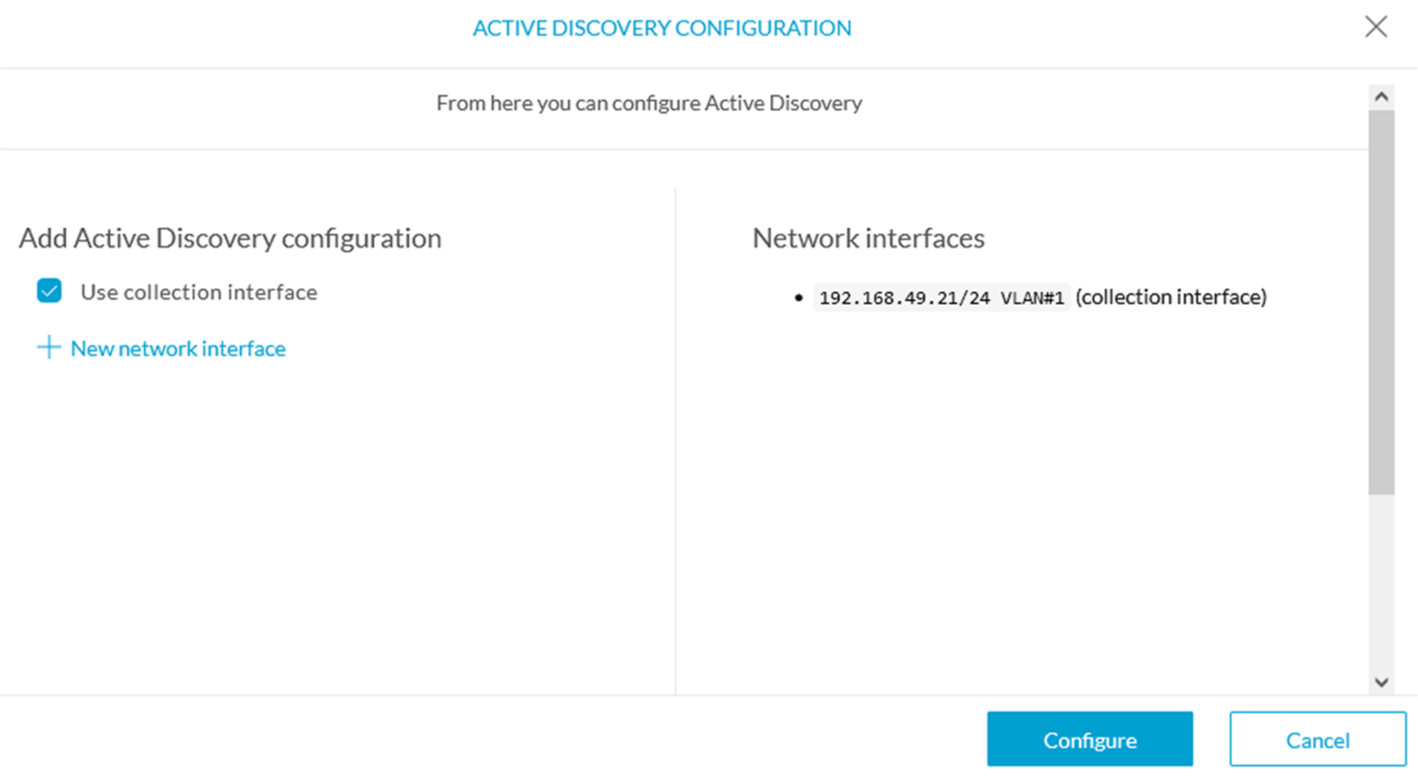 ACTIVE DISCOVERY CONFIGURATION
From here you can configure Active Discovery
Add Active Discovery configuration
Use collection interface
New network interface
Network interfaces
• 192.168.49.21/24 VLAN#1 (collection interface)
Configure
Cancel